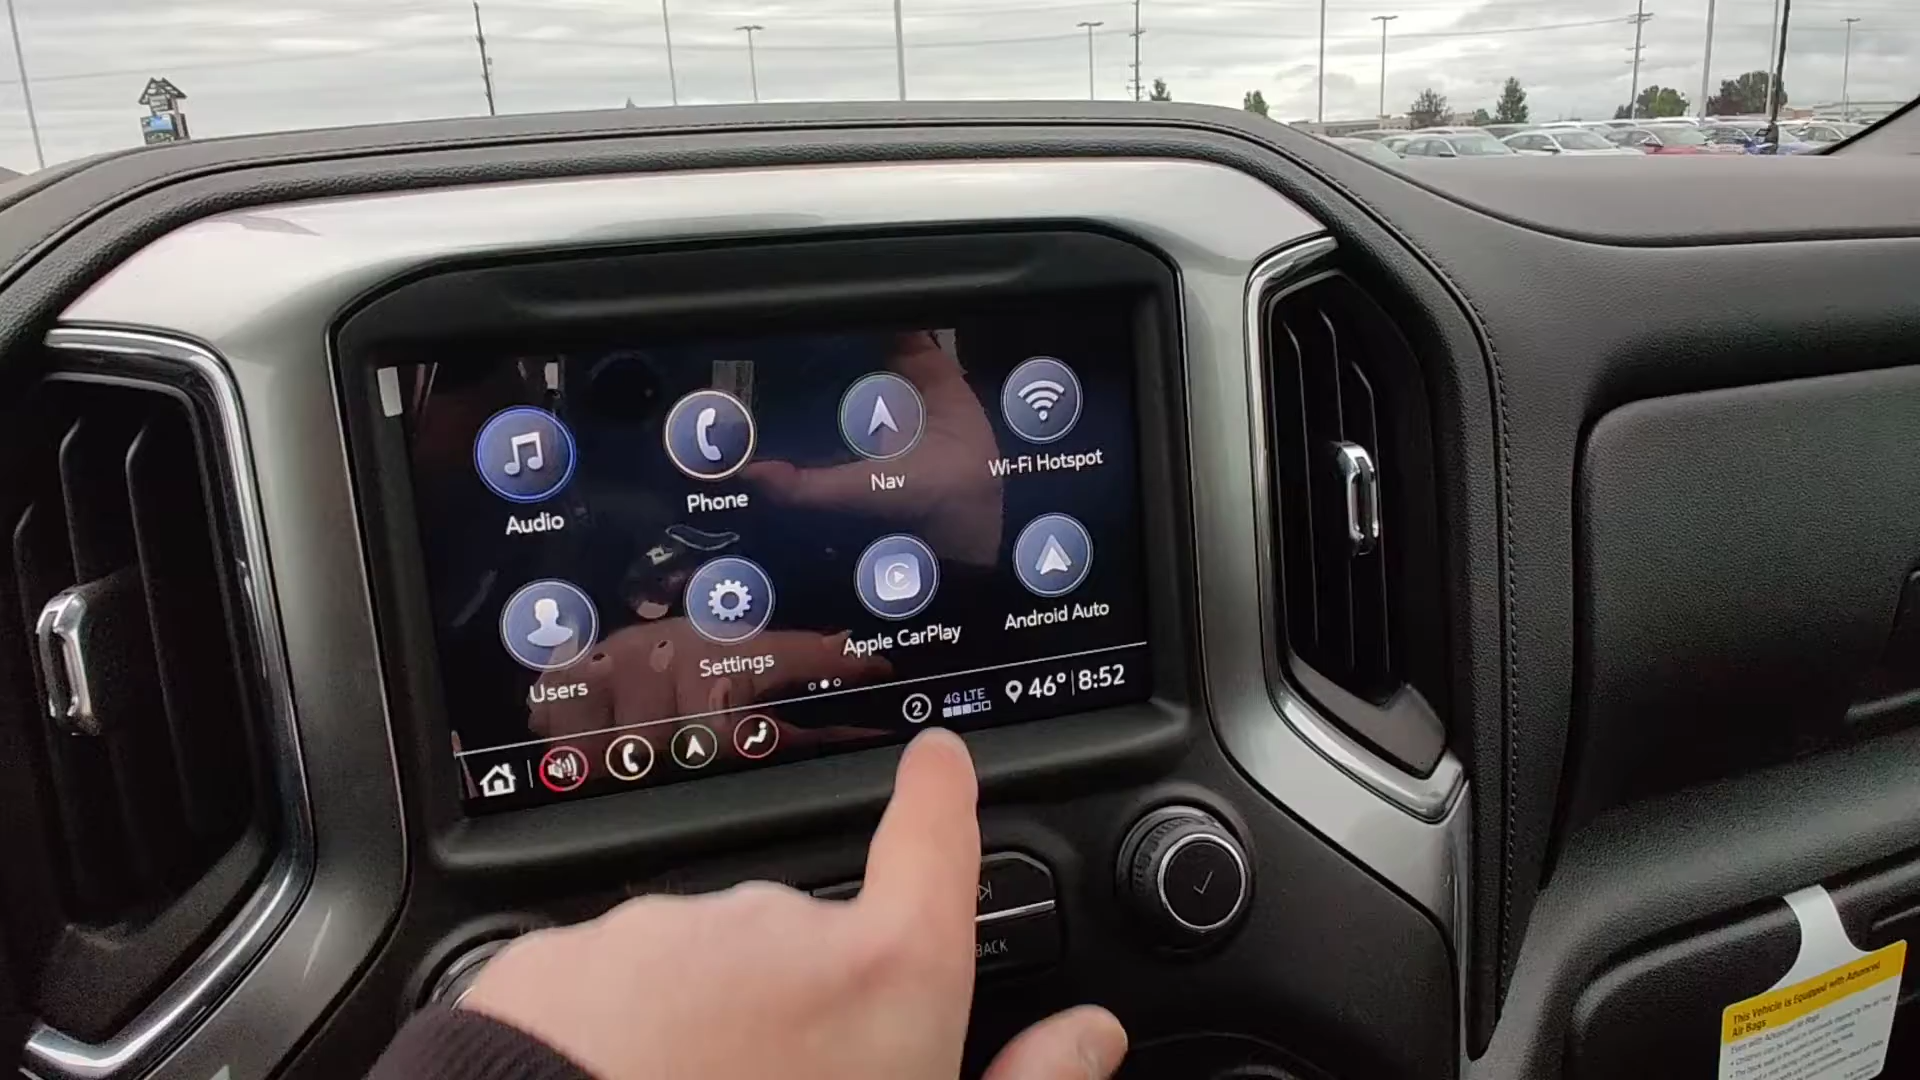 Audio
Phone
Nav
Wi-Fi Hotspot
Users
Settings
Apple CarPlay
Android Auto
2
4G LTE
46° 8:52
BACK
This Vehicle is Equipped with Advanced
Air Bags